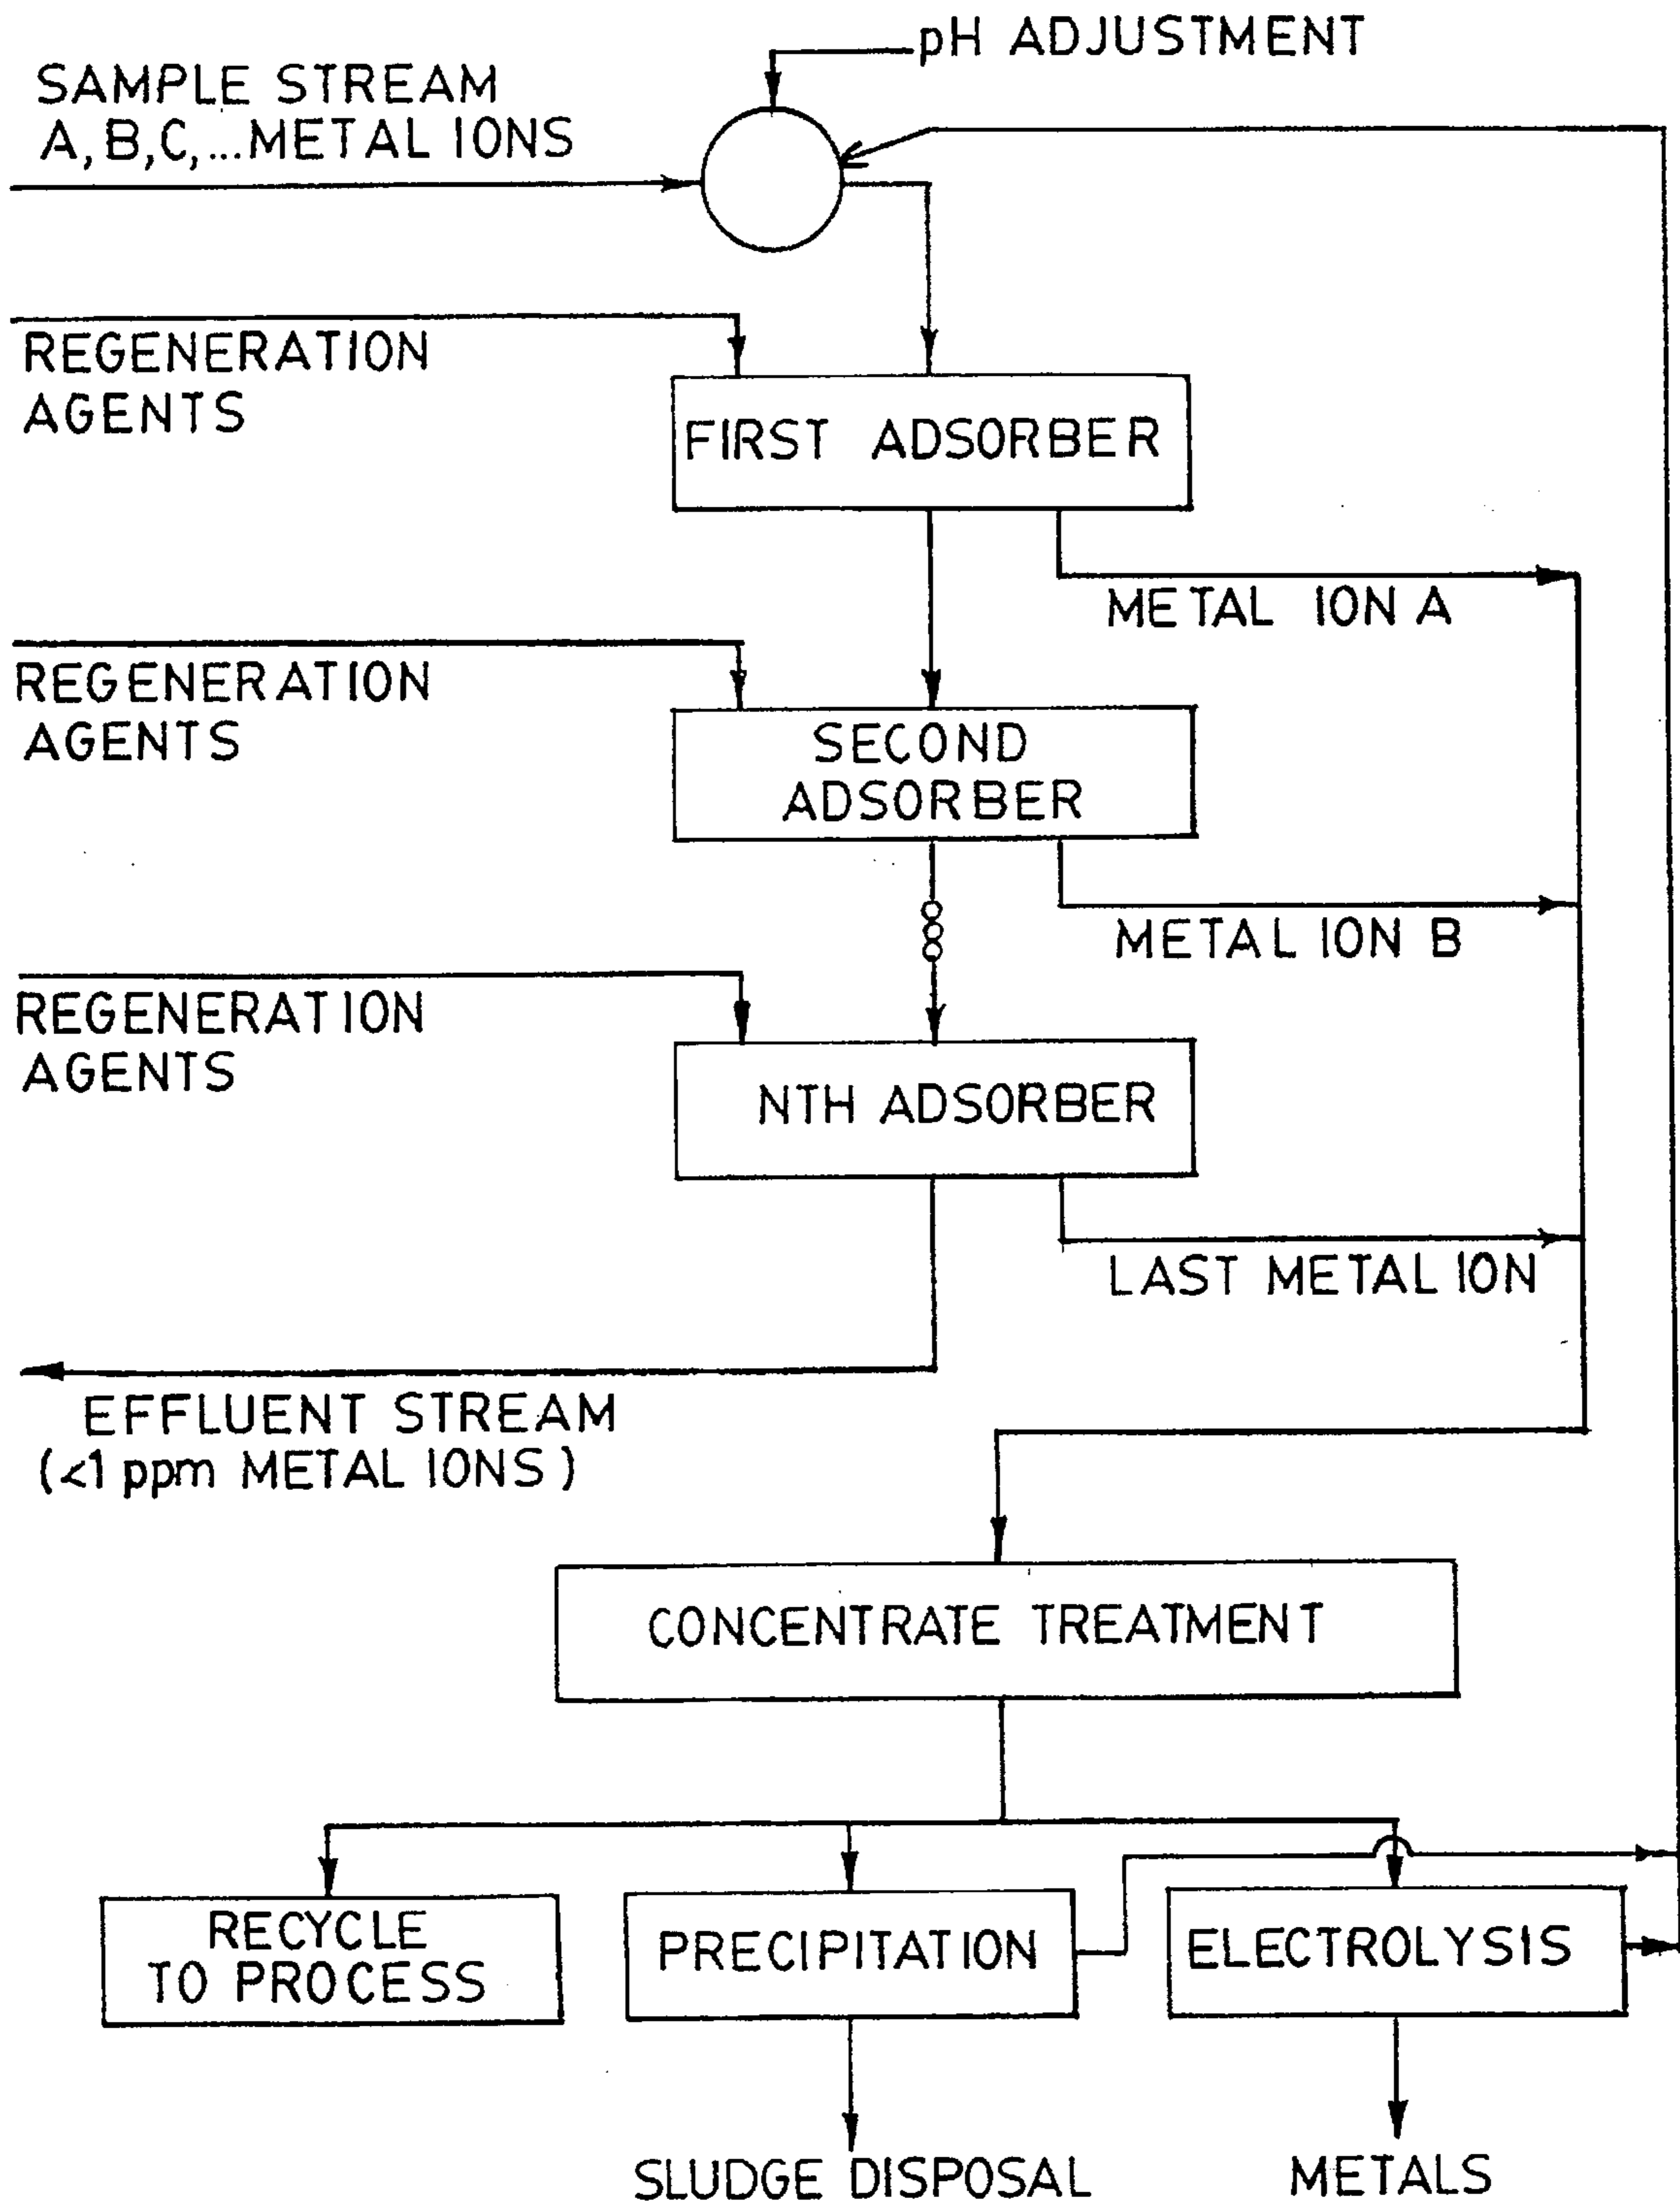 pH ADJUSTMENT
SAMPLE STREAM
A, B, C, ...METAL IONS
REGENERATION
AGENTS
FIRST ADSORBER
METAL ION A
REGENERATION
AGENTS
SECOND
ADSORBER
METAL ION B
REGENERATION
AGENTS
NTH ADSORBER
LAST METAL ION
EFFLUENT STREAM
(<1 ppm METAL IONS)
CONCENTRATE TREATMENT
RECYCLE
TO PROCESS
PRECIPITATION
ELECTROLYSIS
SLUDGE DISPOSAL
METALS